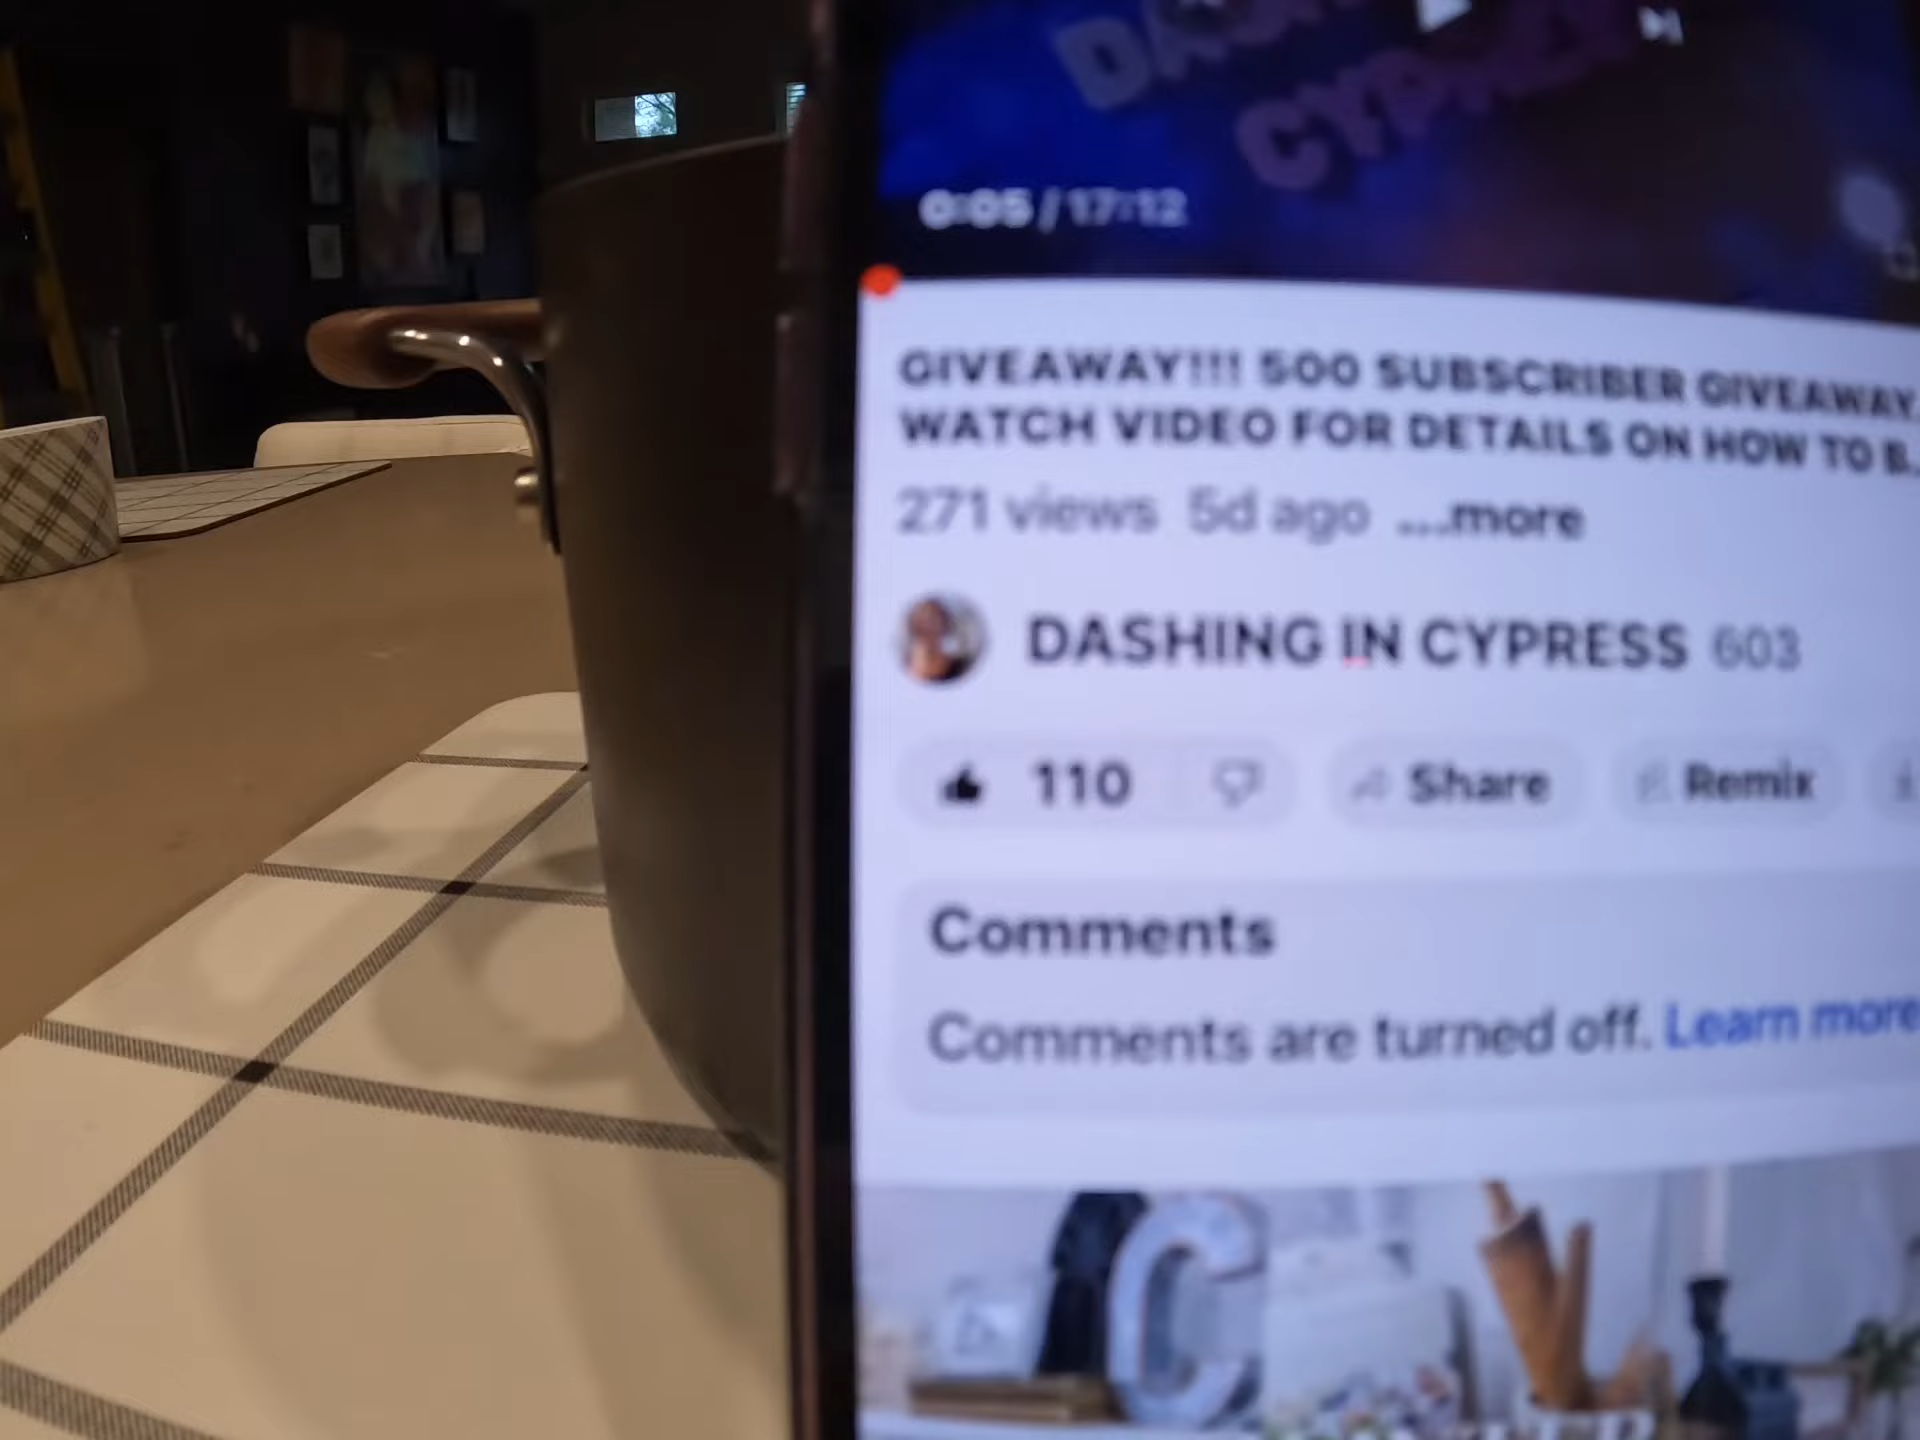 CYPRESS
0:05 / 17:12
GIVEAWAY!!! 500 SUBSCRIBER GIVEAWAY.
WATCH VIDEO FOR DETAILS ON HOW TO B...
271 views 5d ago ...more
DASHING IN CYPRESS 603
110 Share Remix
Comments
Comments are turned off. Learn more
C